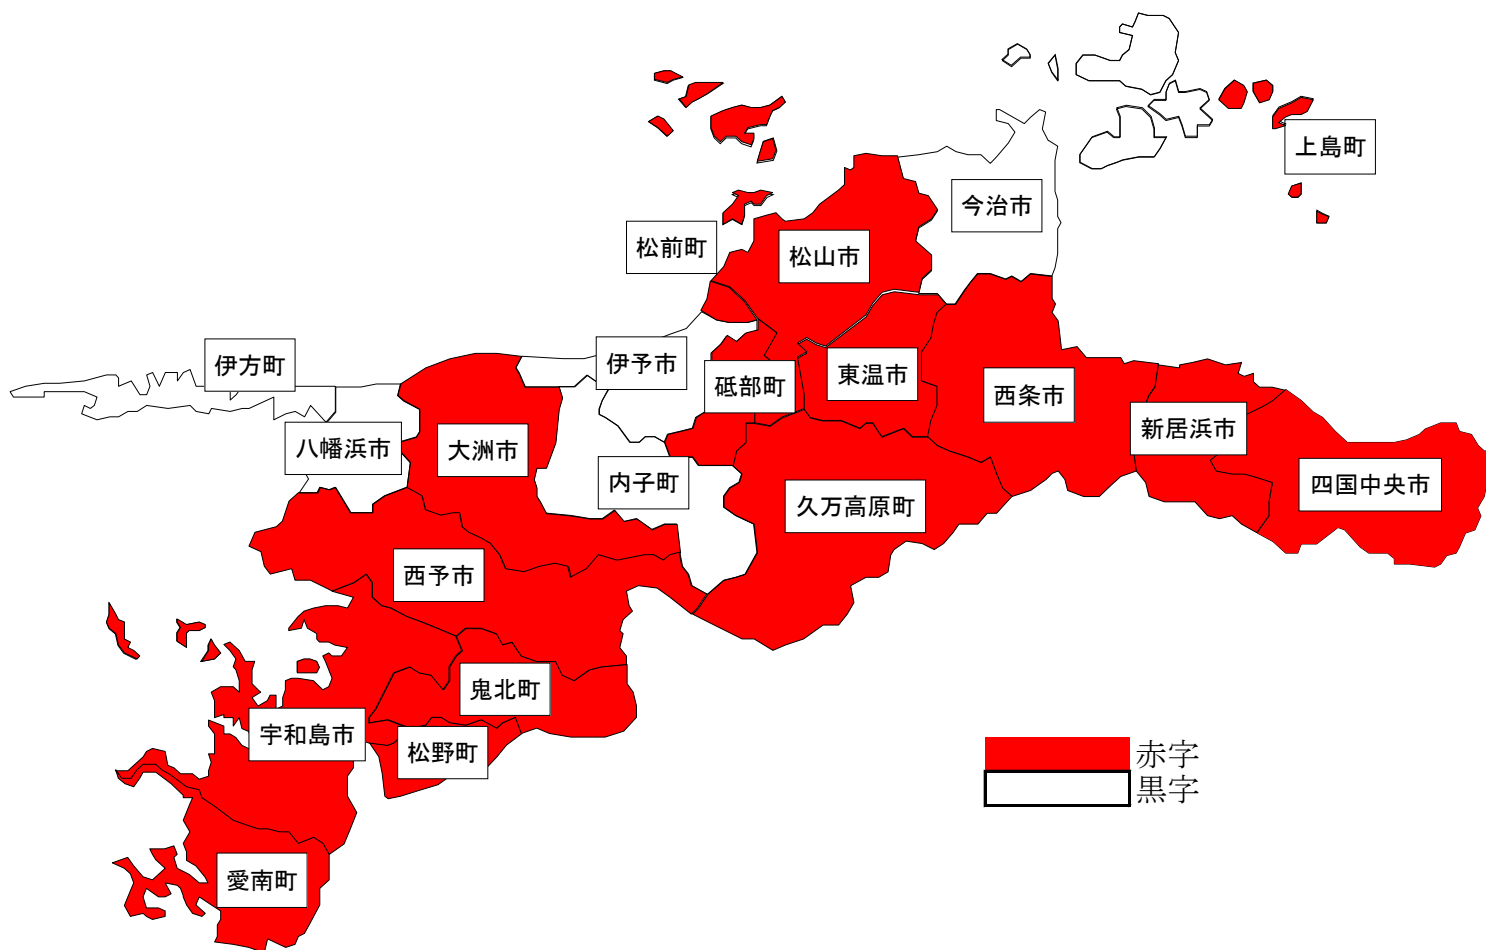 上島町
今治市
松前町
松山市
伊方町
伊予市
砥部町
東温市
西条市
新居浜市
八幡浜市
大洲市
内子町
久万高原町
四国中央市
西予市
鬼北町
宇和島市
松野町
赤字
黒字
愛南町